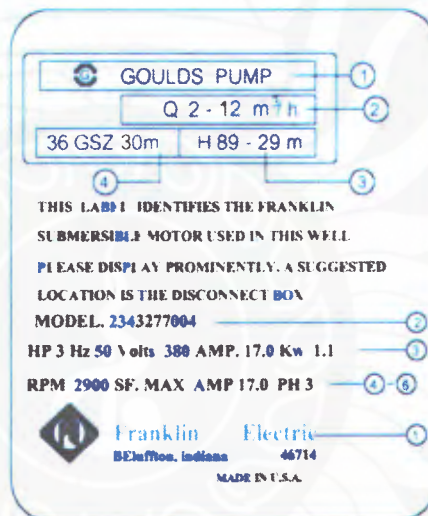 GOULDS PUMP 1
Q 2 - 12 m³/h 2
36 GSZ 30m H 89 - 29 m
4 3
THIS LABEL IDENTIFIES THE FRANKLIN
SUBMERSIBLE MOTOR USED IN THIS WELL
PLEASE DISPLAY PROMINENTLY. A SUGGESTED
LOCATION IS THE DISCONNECT BOX
MODEL. 2343277004 2
HP 3 Hz 50 Volts 380 AMP. 17.0 Kw 1.1 3
RPM 2900 SF. MAX AMP 17.0 PH 3 4 - 6
Franklin Electric 1
BEluffton, indiana 46714
MADE IN U.S.A.